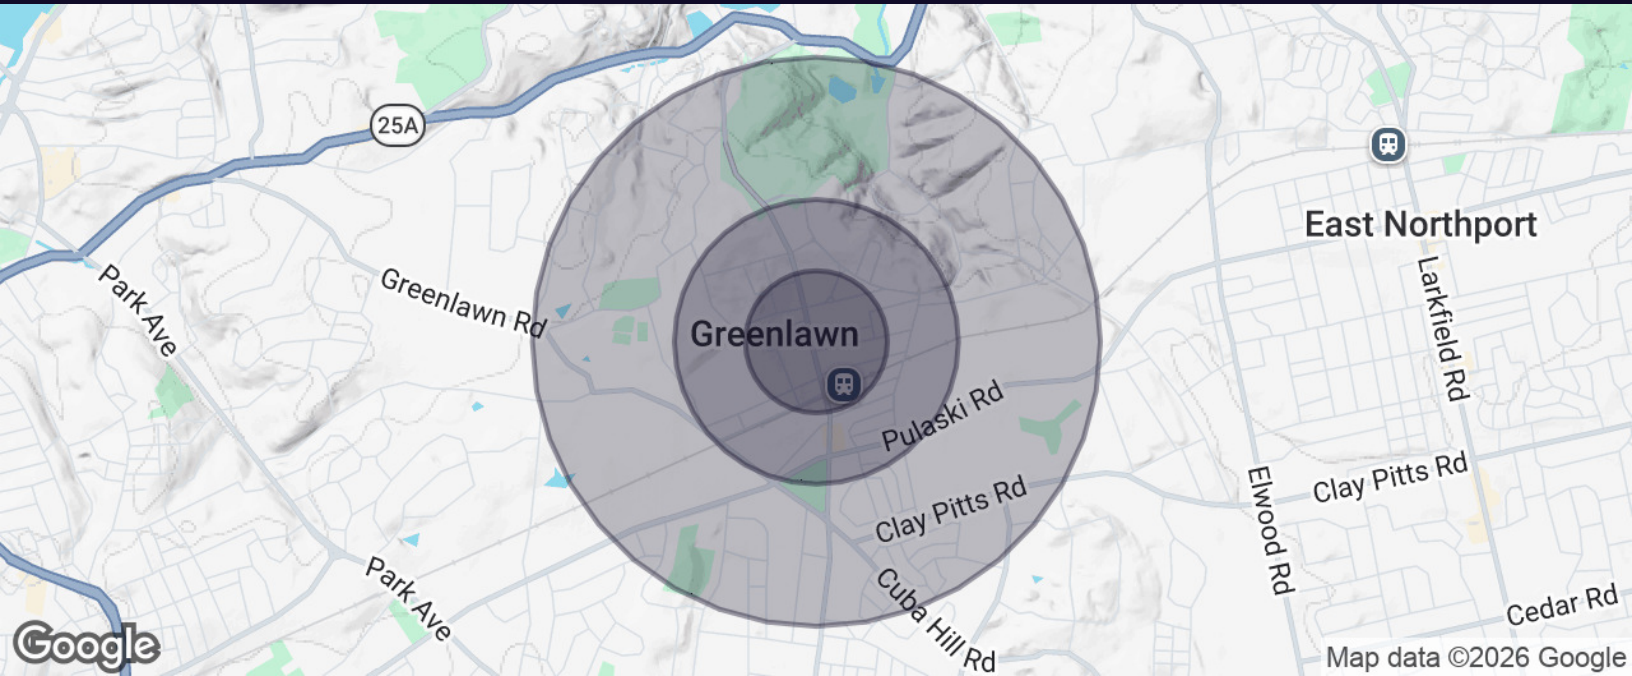 25A
East Northport
Park Ave
Greenlawn Rd
Larkfield Rd
Greenlawn
Pulaski Rd
Clay Pitts Rd
Clay Pitts Rd
Elwood Rd
Park Ave
Cuba Hill Rd
Cedar Rd
Google
Map data ©2026 Google